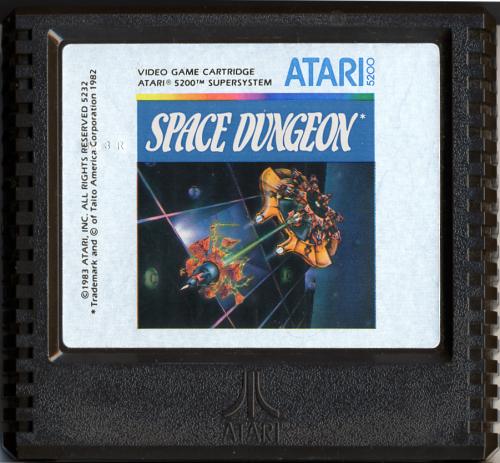 VIDEO GAME CARTRIDGE
ATARI® 5200™ SUPERSYSTEM
ATARI 5200
SPACE DUNGEON*
©1983 ATARI, INC. ALL RIGHTS RESERVED 5232
*Trademark and © of Taito America Corporation 1982
3 R
ATARI